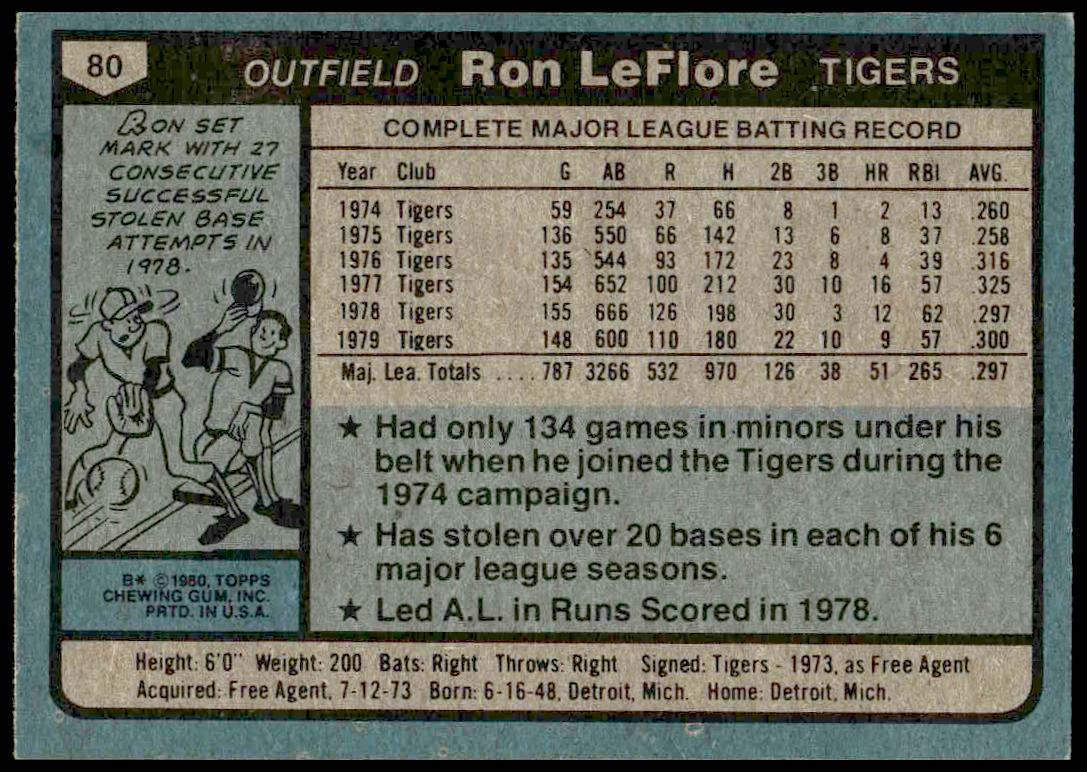 80 OUTFIELD Ron LeFlore TIGERS
RON SET
MARK WITH 27
CONSECUTIVE
SUCCESSFUL
STOLEN BASE
ATTEMPTS IN
1978.
B* ©1980, TOPPS
CHEWING GUM, INC.
PRTD. IN U.S.A.
COMPLETE MAJOR LEAGUE BATTING RECORD
Year Club G AB R H 2B 3B HR RBI AVG.
1974 Tigers 59 254 37 66 8 1 2 13 .260
1975 Tigers 136 550 66 142 13 6 8 37 .258
1976 Tigers 135 544 93 172 23 8 4 39 .316
1977 Tigers 154 652 100 212 30 10 16 57 .325
1978 Tigers 155 666 126 198 30 3 12 62 .297
1979 Tigers 148 600 110 180 22 10 9 57 .300
Maj. Lea. Totals .... 787 3266 532 970 126 38 51 265 .297
★ Had only 134 games in minors under his
belt when he joined the Tigers during the
1974 campaign.
★ Has stolen over 20 bases in each of his 6
major league seasons.
★ Led A.L. in Runs Scored in 1978.
Height: 6'0" Weight: 200 Bats: Right Throws: Right Signed: Tigers - 1973, as Free Agent
Acquired: Free Agent, 7-12-73 Born: 6-16-48, Detroit, Mich. Home: Detroit, Mich.